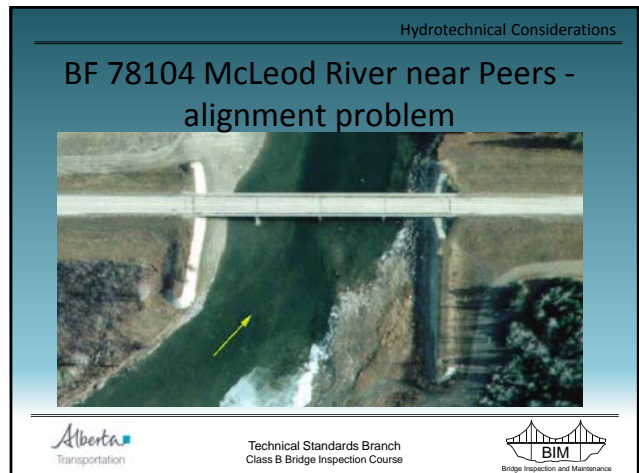 Hydrotechnical Considerations
BF 78104 McLeod River near Peers -
alignment problem
Alberta
Transportation
Technical Standards Branch
Class B Bridge Inspection Course
BIM
Bridge Inspection and Maintenance